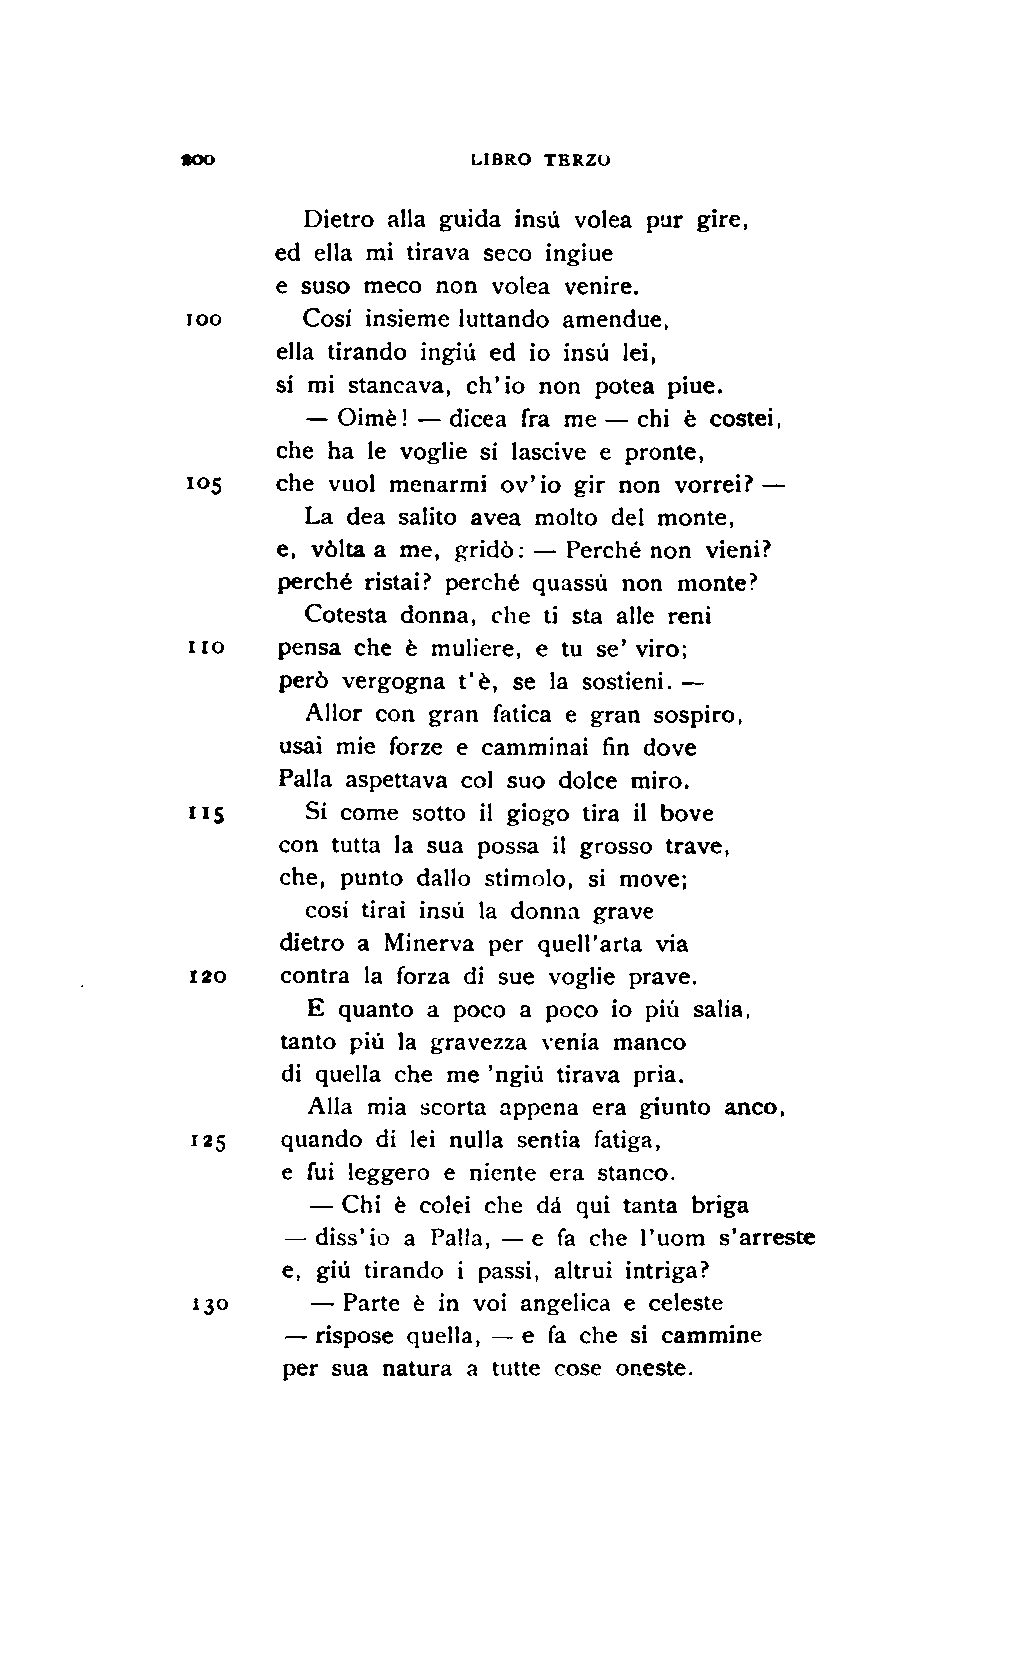 200 LIBRO TERZO
Dietro alla guida insú volea pur gire,
ed ella mi tirava seco ingiue
e suso meco non volea venire.
100 Cosí insieme luttando amendue,
ella tirando ingiú ed io insú lei,
sí mi stancava, ch'io non potea piue.
— Oimè! — dicea fra me — chi è costei,
che ha le voglie sí lascive e pronte,
105 che vuol menarmi ov'io gir non vorrei? —
La dea salito avea molto del monte,
e, vòlta a me, gridò: — Perché non vieni?
perché ristai? perché quassú non monte?
Cotesta donna, che ti sta alle reni
110 pensa che è muliere, e tu se' viro;
però vergogna t'è, se la sostieni. —
Allor con gran fatica e gran sospiro,
usai mie forze e camminai fin dove
Palla aspettava col suo dolce miro.
115 Sí come sotto il giogo tira il bove
con tutta la sua possa il grosso trave,
che, punto dallo stimolo, si move;
cosí tirai insú la donna grave
dietro a Minerva per quell'arta via
120 contra la forza di sue voglie prave.
E quanto a poco a poco io piú salía,
tanto piú la gravezza venía manco
di quella che me 'ngiú tirava pria.
Alla mia scorta appena era giunto anco,
125 quando di lei nulla sentia fatiga,
e fui leggero e niente era stanco.
— Chi è colei che dá qui tanta briga
— diss'io a Palla, — e fa che l'uom s'arreste
e, giú tirando i passi, altrui intriga?
130 — Parte è in voi angelica e celeste
— rispose quella, — e fa che si cammine
per sua natura a tutte cose oneste.